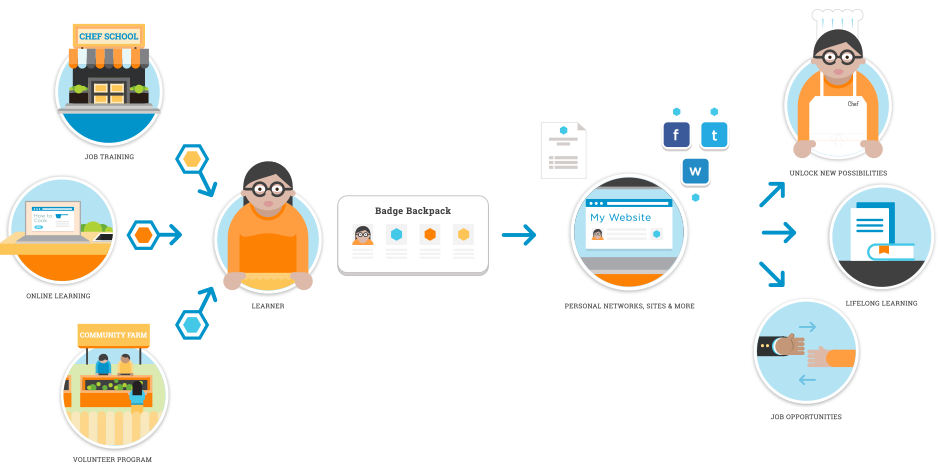 CHEF SCHOOL
JOB TRAINING
How to
Cook
ONLINE LEARNING
COMMUNITY FARM
VOLUNTEER PROGRAM
LEARNER
Badge Backpack
f
t
W
My Website
PERSONAL NETWORKS, SITES & MORE
Chef
UNLOCK NEW POSSIBILITIES
LIFELONG LEARNING
JOB OPPORTUNITIES